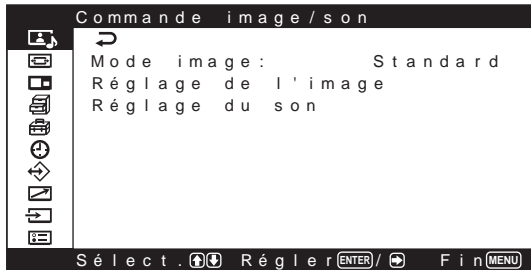 Commande image/son
Mode image: Standard
Réglage de l'image
Réglage du son
Sélect. Régler ENTER / Fin MENU